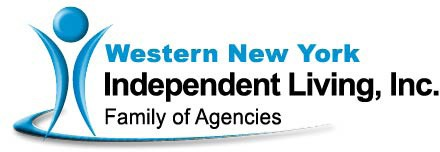 Western New York
Independent Living, Inc.
Family of Agencies